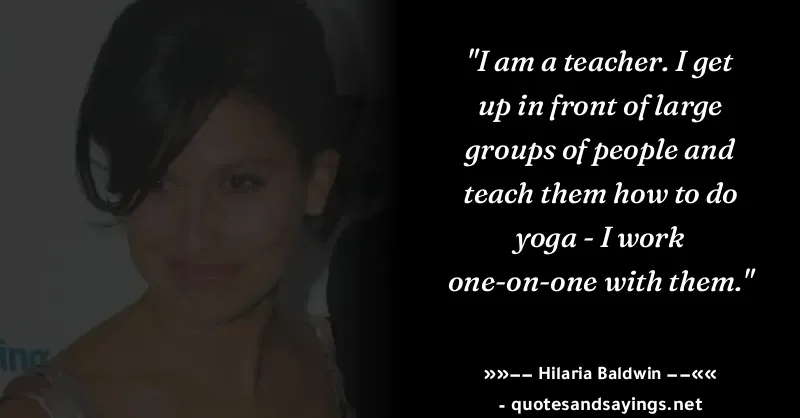 "I am a teacher. I get
up in front of large
groups of people and
teach them how to do
yoga - I work
one-on-one with them."
»»–– Hilaria Baldwin ––««
- quotesandsayings.net
ing